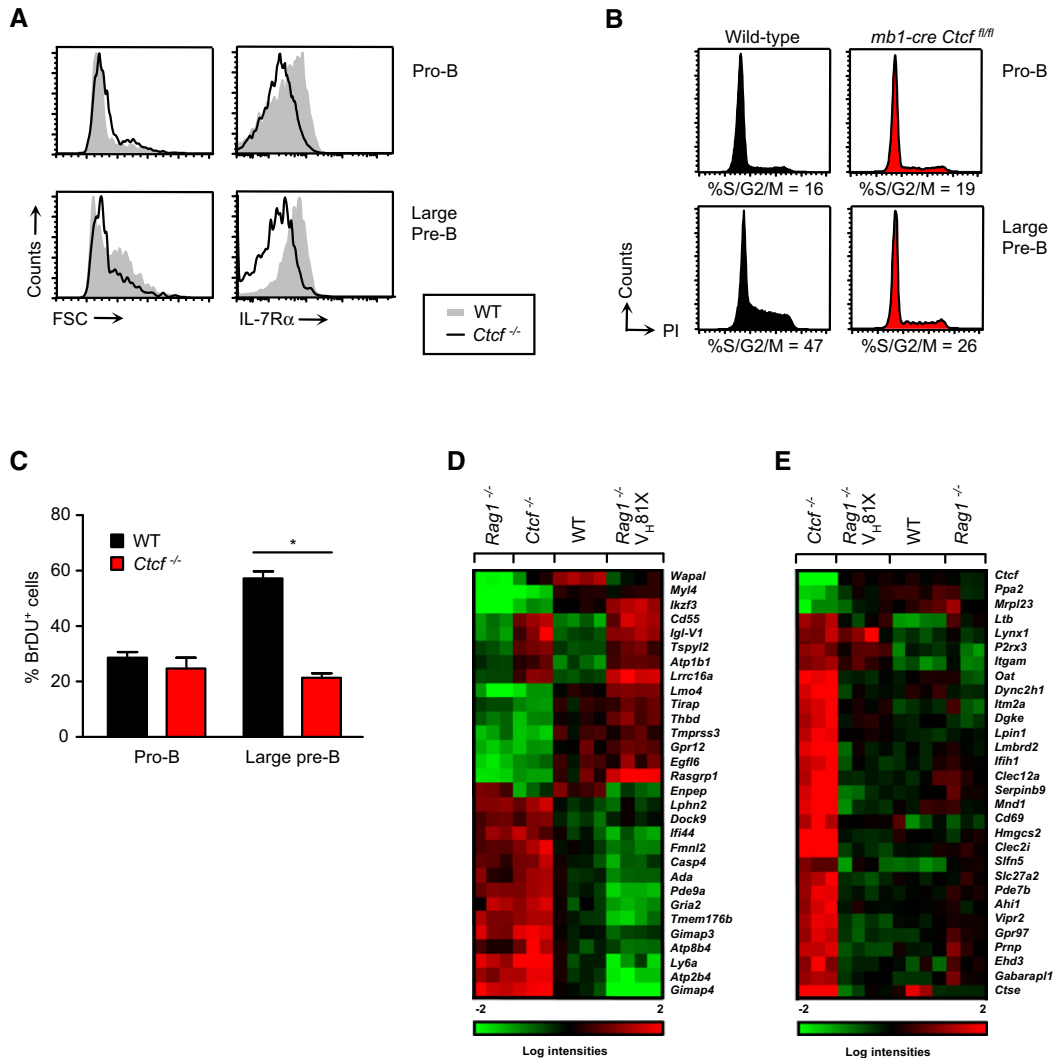 A
Pro-B
Large
Pre-B
Counts
FSC
IL-7Rα
WT
Ctcf -/-
B
Wild-type
mb1-cre Ctcf fl/fl
Pro-B
%S/G2/M = 16
%S/G2/M = 19
Large
Pre-B
Counts
PI
%S/G2/M = 47
%S/G2/M = 26
C
% BrDU+ cells
80
60
40
20
0
WT
Ctcf -/-
*
Pro-B
Large pre-B
D
Rag1 -/-
Ctcf -/-
WT
Rag1 -/-
VH81X
Wapal
Myl4
Ikzf3
Cd55
Igl-V1
Tspyl2
Atp1b1
Lrrc16a
Lmo4
Tirap
Thbd
Tmprss3
Gpr12
Egfl6
Rasgrp1
Enpep
Lphn2
Dock9
Ifi44
Fmnl2
Casp4
Ada
Pde9a
Gria2
Tmem176b
Gimap3
Atp8b4
Ly6a
Atp2b4
Gimap4
-2
2
Log intensities
E
Ctcf -/-
Rag1 -/-
VH81X
WT
Rag1 -/-
Ctcf
Ppa2
Mrpl23
Ltb
Lynx1
P2rx3
Itgam
Oat
Dync2h1
Itm2a
Dgke
Lpin1
Lmbrd2
Ifih1
Clec12a
Serpinb9
Mnd1
Cd69
Hmgcs2
Clec2i
Slfn5
Slc27a2
Pde7b
Ahi1
Vipr2
Gpr97
Prnp
Ehd3
Gabarapl1
Ctse
-2
2
Log intensities